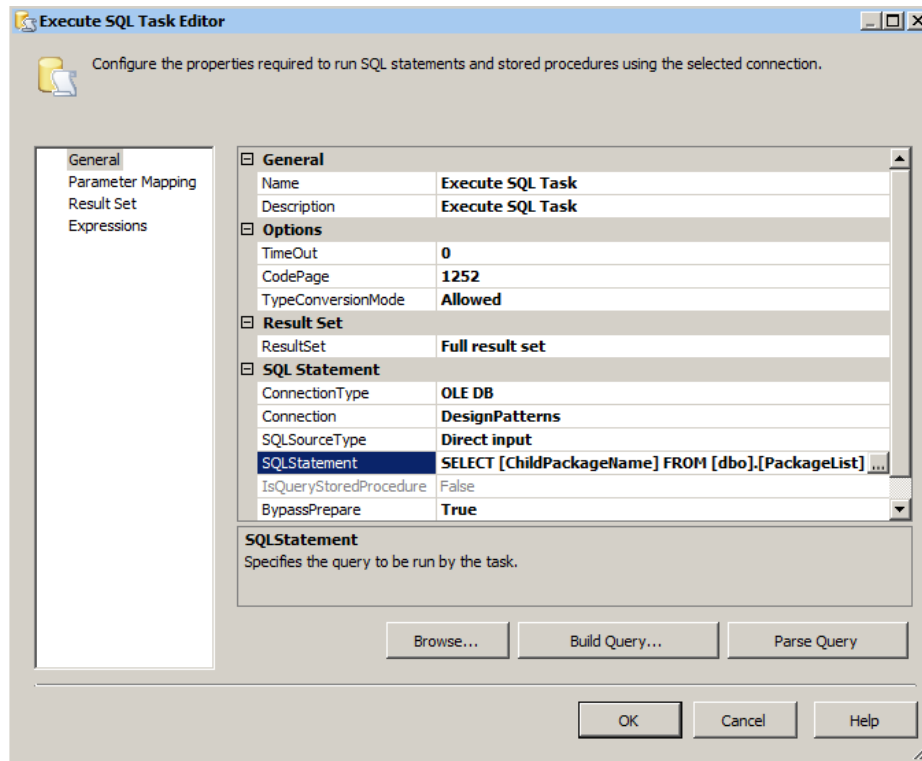 Execute SQL Task Editor
Configure the properties required to run SQL statements and stored procedures using the selected connection.
General
Parameter Mapping
Result Set
Expressions
General
Name Execute SQL Task
Description Execute SQL Task
Options
TimeOut 0
CodePage 1252
TypeConversionMode Allowed
Result Set
ResultSet Full result set
SQL Statement
ConnectionType OLE DB
Connection DesignPatterns
SQLSourceType Direct input
SQLStatement SELECT [ChildPackageName] FROM [dbo].[PackageList] ...
IsQueryStoredProcedure False
BypassPrepare True
SQLStatement
Specifies the query to be run by the task.
Browse... Build Query... Parse Query
OK Cancel Help